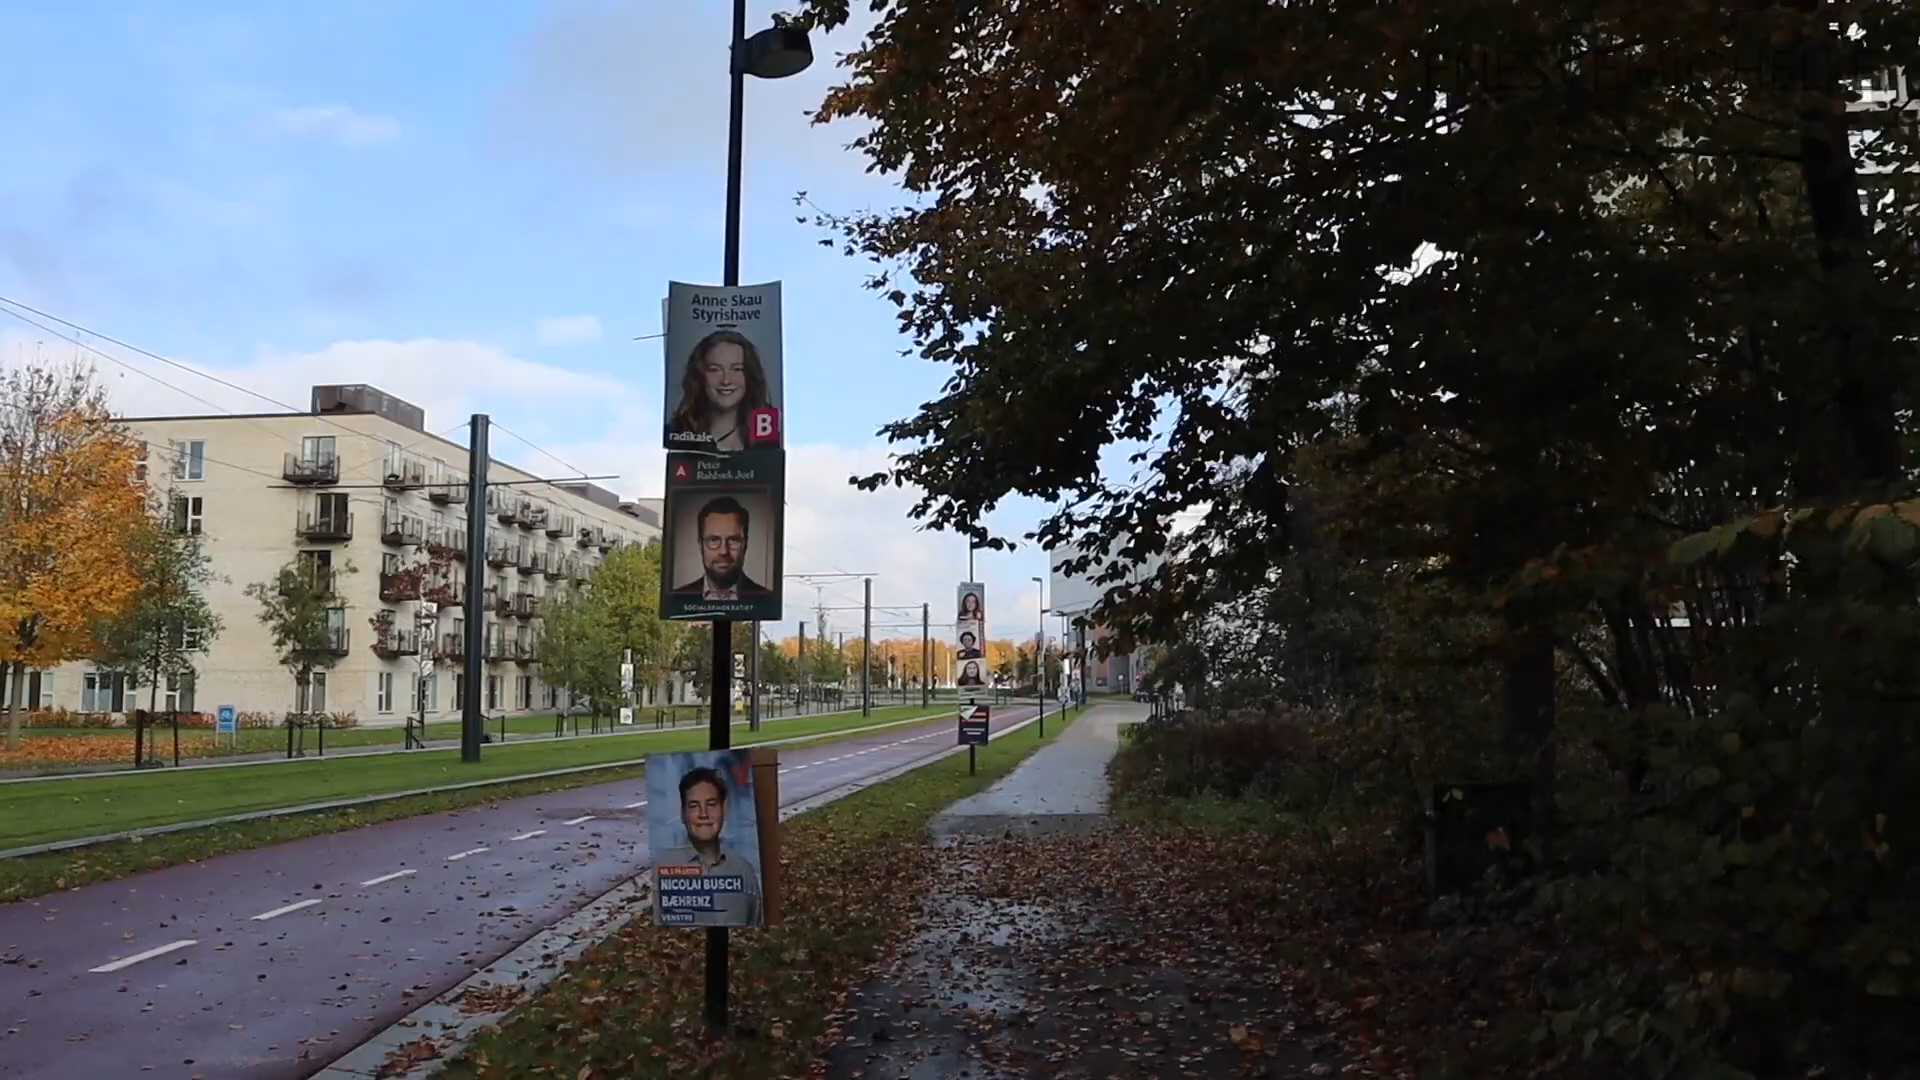 Anne Skau
Styrishave
radikale
B
A
Peter
Rahbæk Juel
SOCIALDEMOKRATIET
NICOLAI BUSCH
BÆHRENZ
VENSTRE